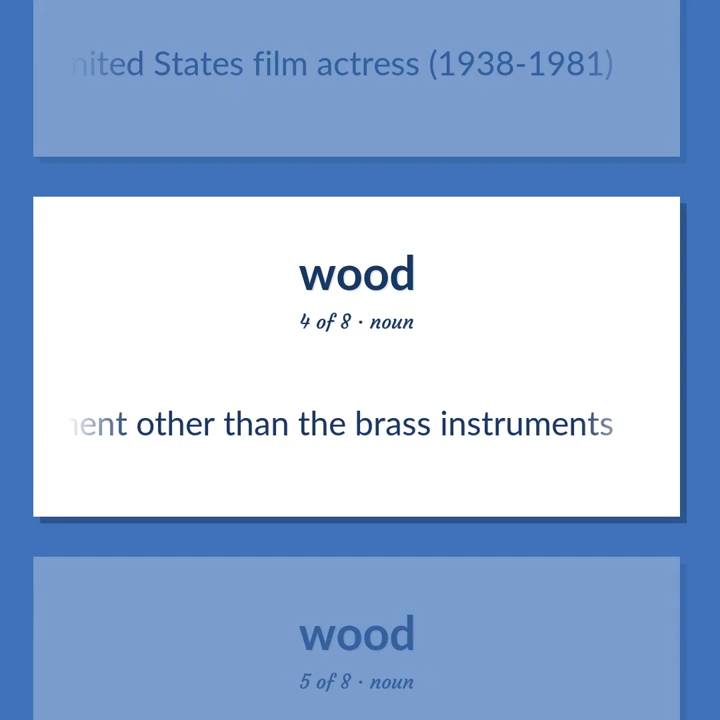 nited States film actress (1938-1981)
wood
4 of 8 · noun
ent other than the brass instruments
wood
5 of 8 · noun